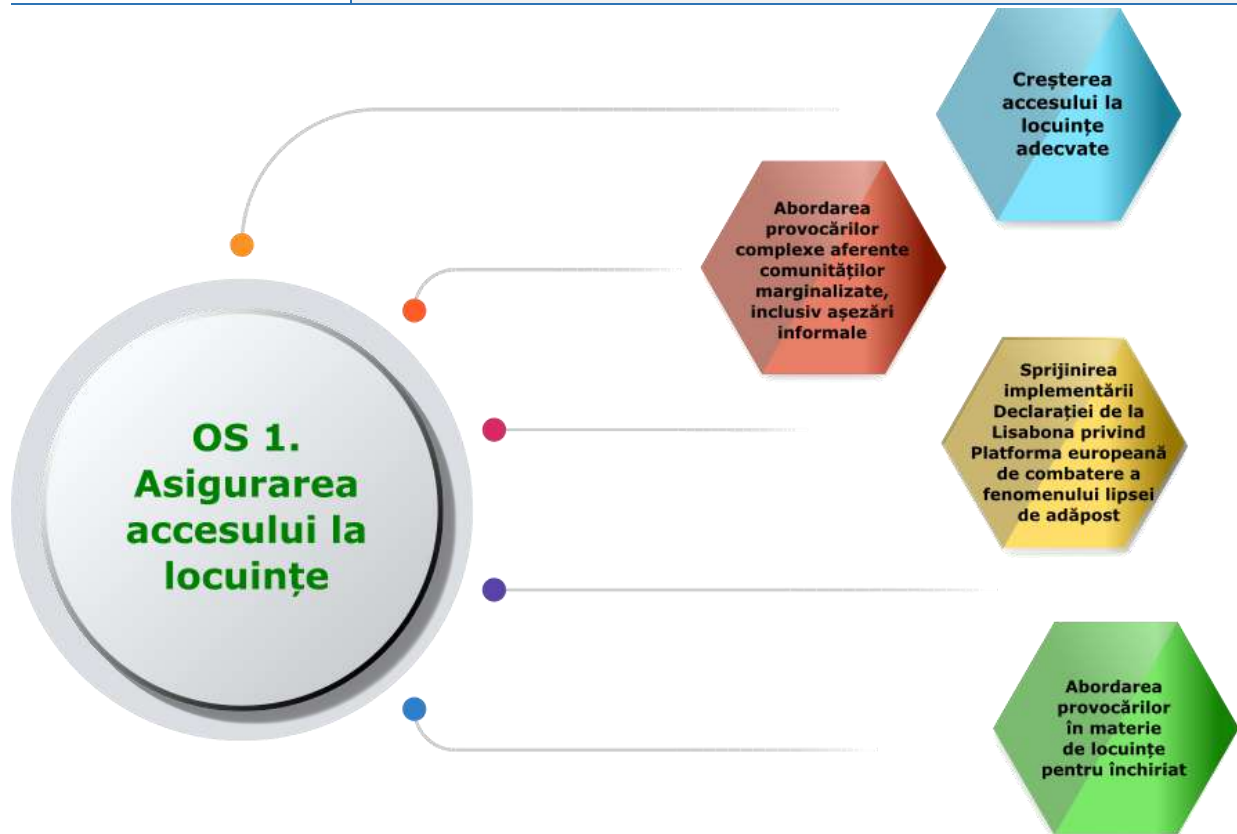 OS 1.
Asigurarea
accesului la
locuințe
Creșterea
accesului la
locuințe
adecvate
Abordarea
provocărilor
complexe aferente
comunităților
marginalizate,
inclusiv așezări
informale
Sprijinirea
implementării
Declarației de la
Lisabona privind
Platforma europeană
de combatere a
fenomenului lipsei
de adăpost
Abordarea
provocărilor
în materie
de locuințe
pentru închiriat